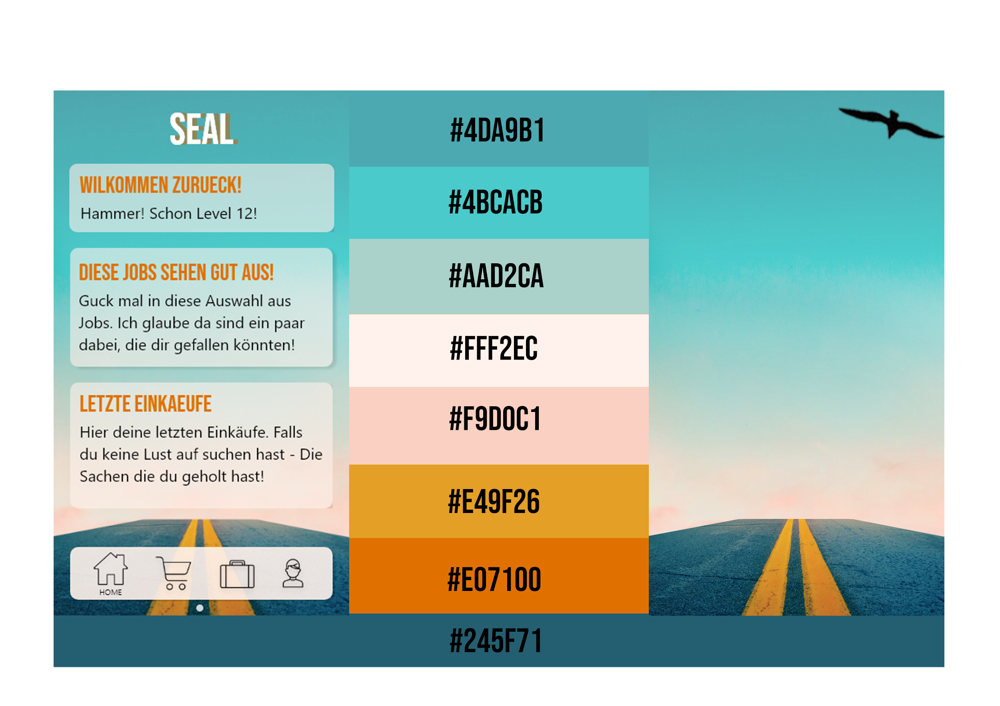 SEAL.
WILKOMMEN ZURUECK!
Hammer! Schon Level 12!
DIESE JOBS SEHEN GUT AUS!
Guck mal in diese Auswahl aus
Jobs. Ich glaube da sind ein paar
dabei, die dir gefallen könnten!
LETZTE EINKAEUFE
Hier deine letzten Einkäufe. Falls
du keine Lust auf suchen hast - Die
Sachen die du geholt hast!
HOME
#4DA9B1
#4BCACB
#AAD2CA
#FFF2EC
#F9D0C1
#E49F26
#E07100
#245F71